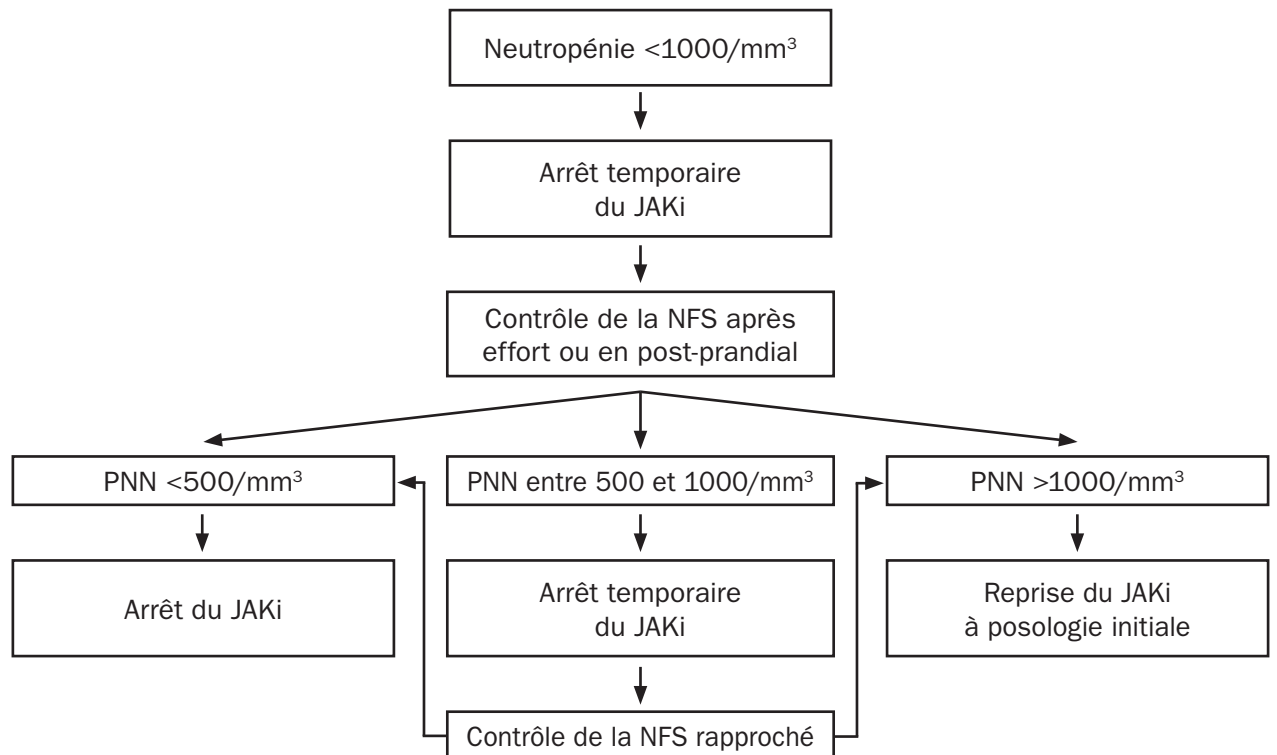 Neutropénie <1000/mm³
Arrêt temporaire
du JAKi
Contrôle de la NFS après
effort ou en post-prandial
PNN <500/mm³
PNN entre 500 et 1000/mm³
PNN >1000/mm³
Arrêt du JAKi
Arrêt temporaire
du JAKi
Reprise du JAKi
à posologie initiale
Contrôle de la NFS rapproché